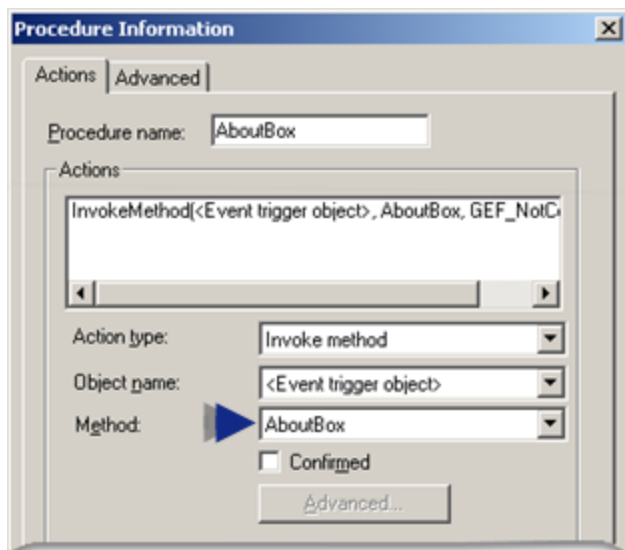 Procedure Information
Actions Advanced
Procedure name: AboutBox
Actions
InvokeMethod(<Event trigger object>, AboutBox, GEF_NotC
Action type: Invoke method
Object name: <Event trigger object>
Method: AboutBox
Confirmed
Advanced...